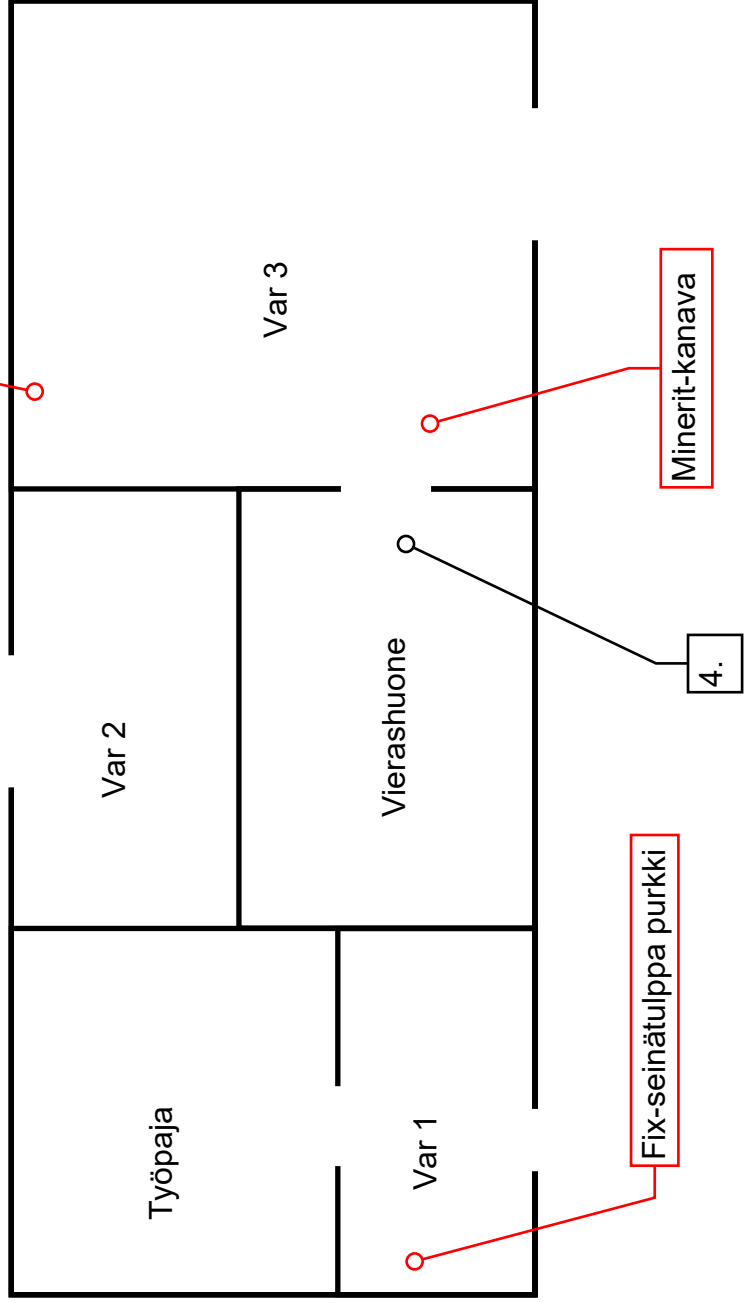 Työpaja
Var 2
Var 3
Var 1
Vierashuone
Fix-seinätulppa purkki
4.
Minerit-kanava